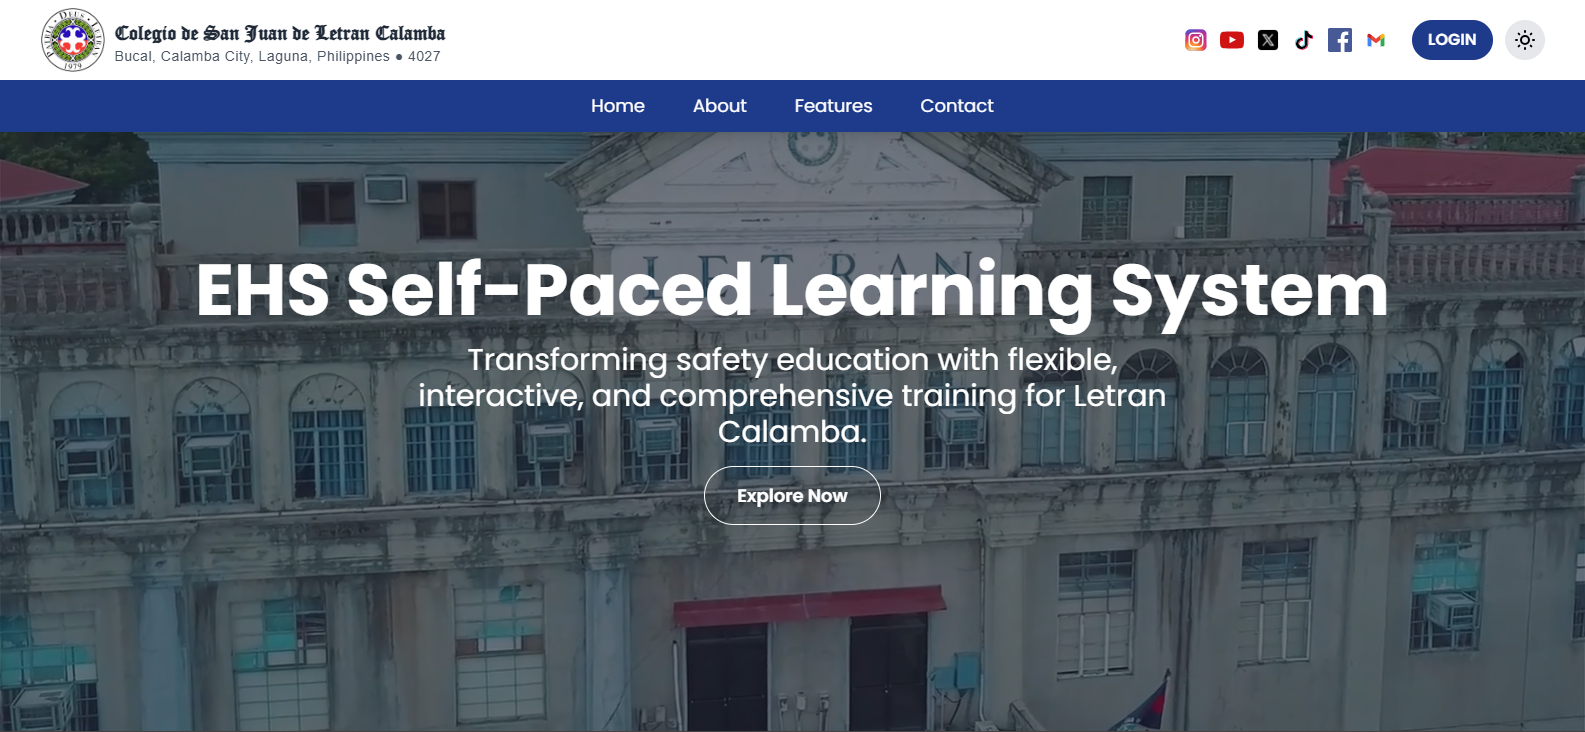 Colegio de San Juan de Letran Calamba
Bucal, Calamba City, Laguna, Philippines ● 4027
LOGIN
Home
About
Features
Contact
LETRAN
EHS Self-Paced Learning System
Transforming safety education with flexible,
interactive, and comprehensive training for Letran
Calamba.
Explore Now